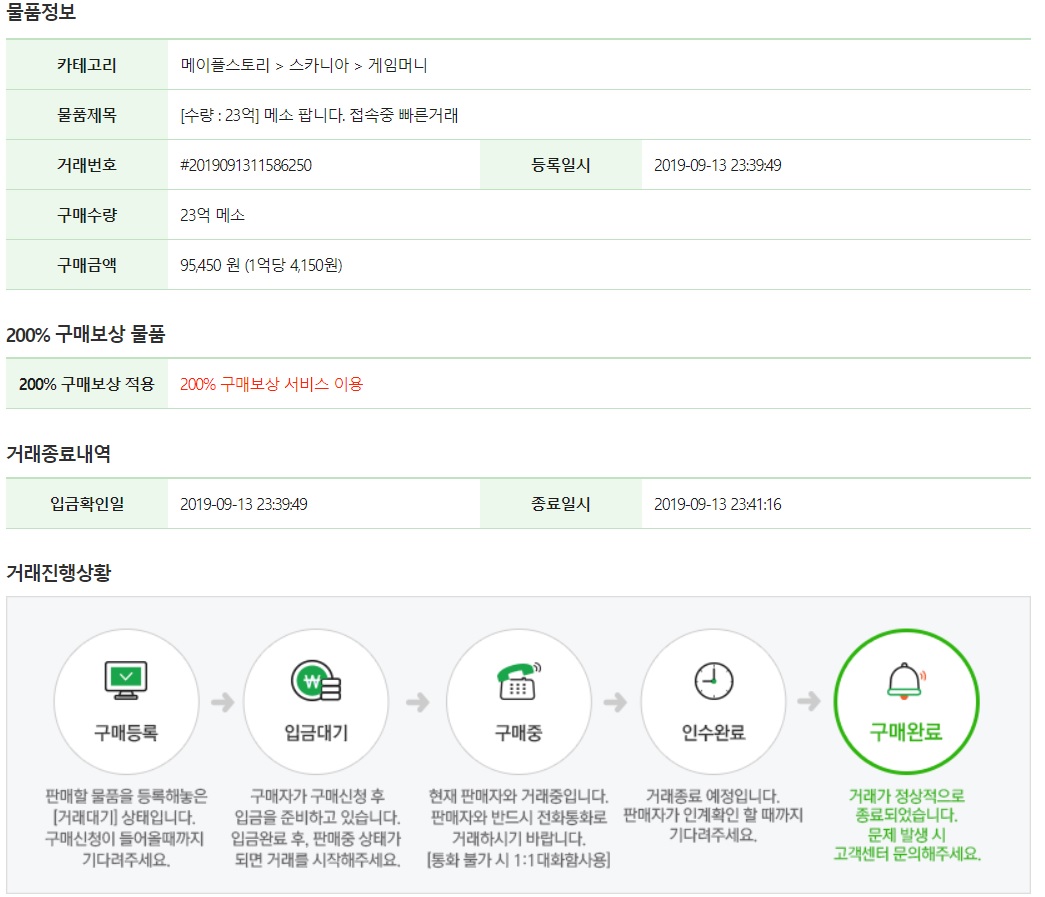 물품정보
카테고리 메이플스토리 > 스카니아 > 게임머니
물품제목 [수량 : 23억] 메소 팝니다. 접속중 빠른거래
거래번호 #2019091311586250 등록일시 2019-09-13 23:39:49
구매수량 23억 메소
구매금액 95,450 원 (1억당 4,150원)
200% 구매보상 물품
200% 구매보상 적용 200% 구매보상 서비스 이용
거래종료내역
입금확인일 2019-09-13 23:39:49 종료일시 2019-09-13 23:41:16
거래진행상황
구매등록
판매할 물품을 등록해놓은
[거래대기] 상태입니다.
구매신청이 들어올때까지
기다려주세요.
입금대기
구매자가 구매신청 후
입금을 준비하고 있습니다.
입금완료 후, 판매중 상태가
되면 거래를 시작해주세요.
구매중
현재 판매자와 거래중입니다.
판매자와 반드시 전화통화로
거래하시기 바랍니다.
[통화 불가 시 1:1대화함사용]
인수완료
거래종료 예정입니다.
판매자가 인계확인 할 때까지
기다려주세요.
구매완료
거래가 정상적으로
종료되었습니다.
문제 발생 시
고객센터 문의해주세요.